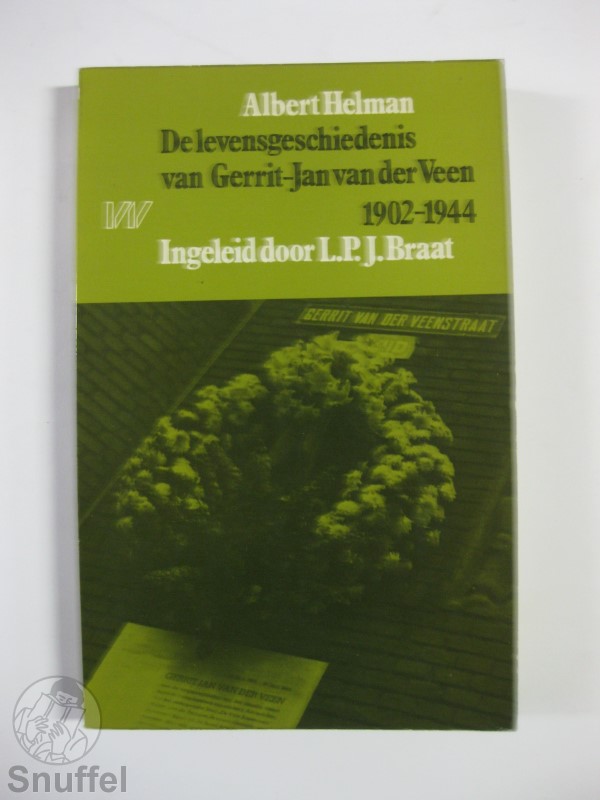 Albert Helman
De levensgeschiedenis
van Gerrit-Jan van der Veen
1902-1944
Ingeleid door L.P.J. Braat
GERRIT VAN DER VEENSTRAAT
GERRIT JAN VAN DER VEEN
Snuffel